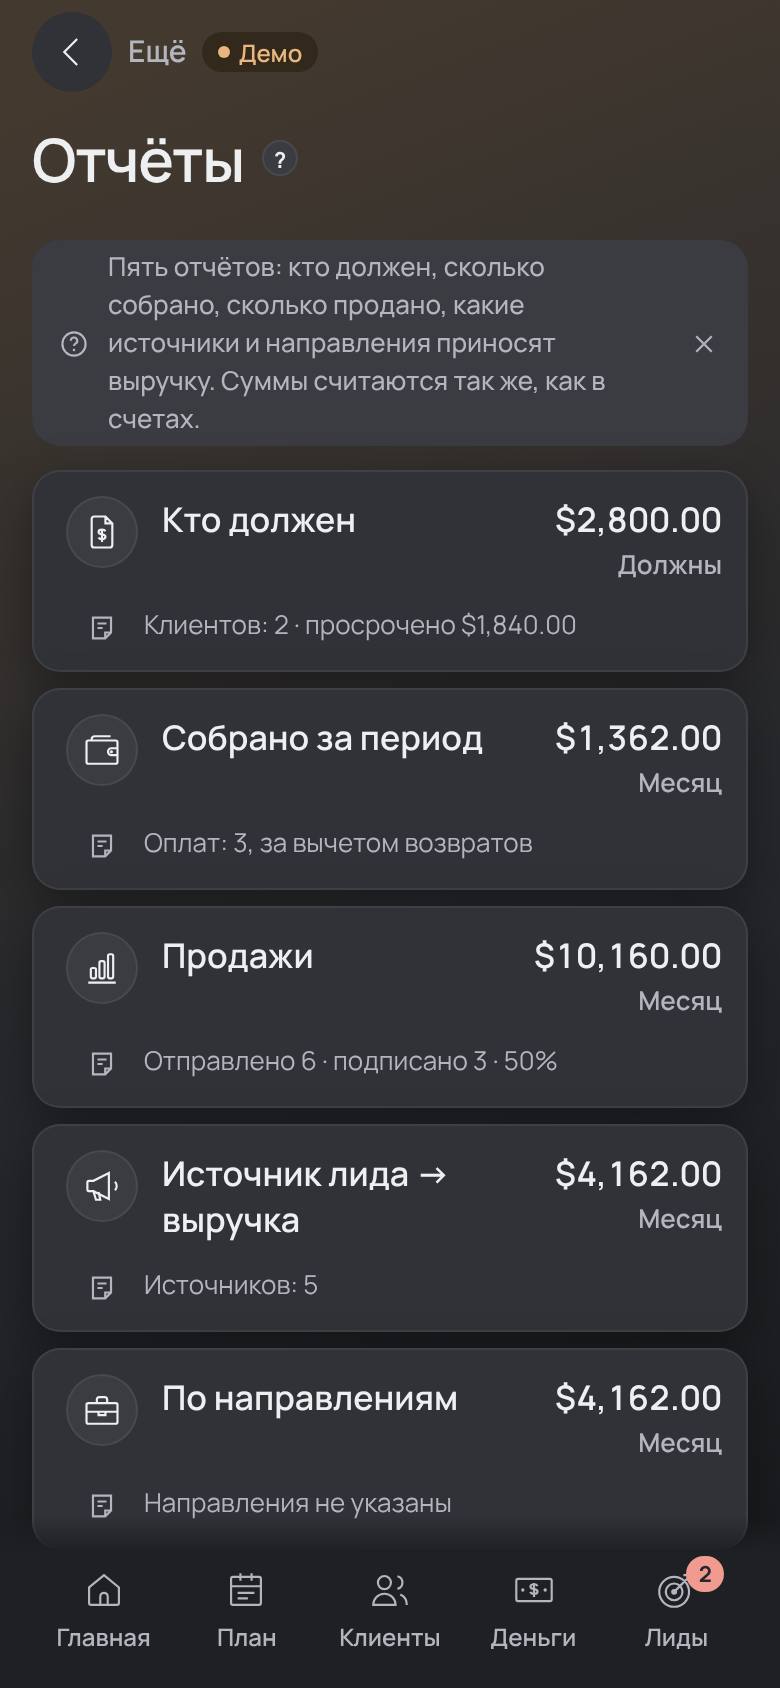 Ещё
Демо
Отчёты
?
Пять отчётов: кто должен, сколько
собрано, сколько продано, какие
источники и направления приносят
выручку. Суммы считаются так же, как в
счетах.
Кто должен
$2,800.00
Должны
Клиентов: 2 · просрочено $1,840.00
Собрано за период
$1,362.00
Месяц
Оплат: 3, за вычетом возвратов
Продажи
$10,160.00
Месяц
Отправлено 6 · подписано 3 · 50%
Источник лида →
выручка
$4,162.00
Месяц
Источников: 5
По направлениям
$4,162.00
Месяц
Направления не указаны
2
Главная
План
Клиенты
Деньги
Лиды